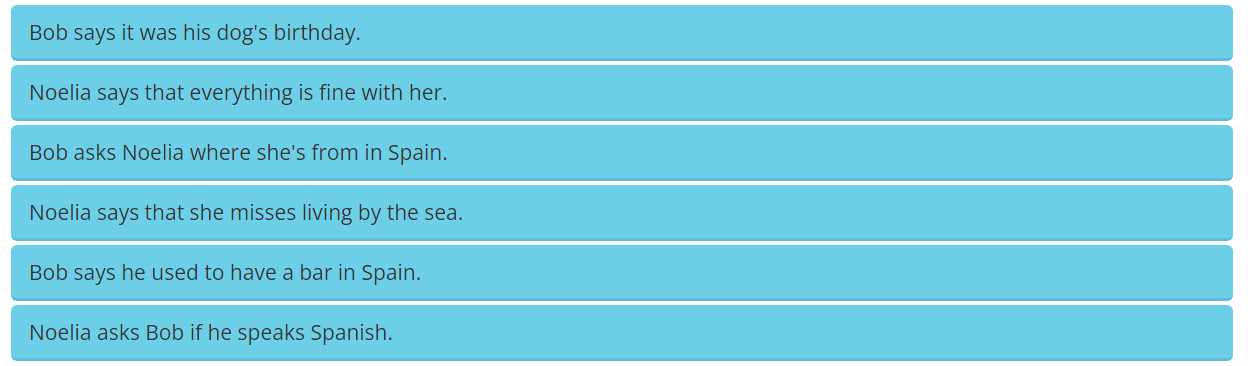 Bob says it was his dog's birthday.
Noelia says that everything is fine with her.
Bob asks Noelia where she's from in Spain.
Noelia says that she misses living by the sea.
Bob says he used to have a bar in Spain.
Noelia asks Bob if he speaks Spanish.